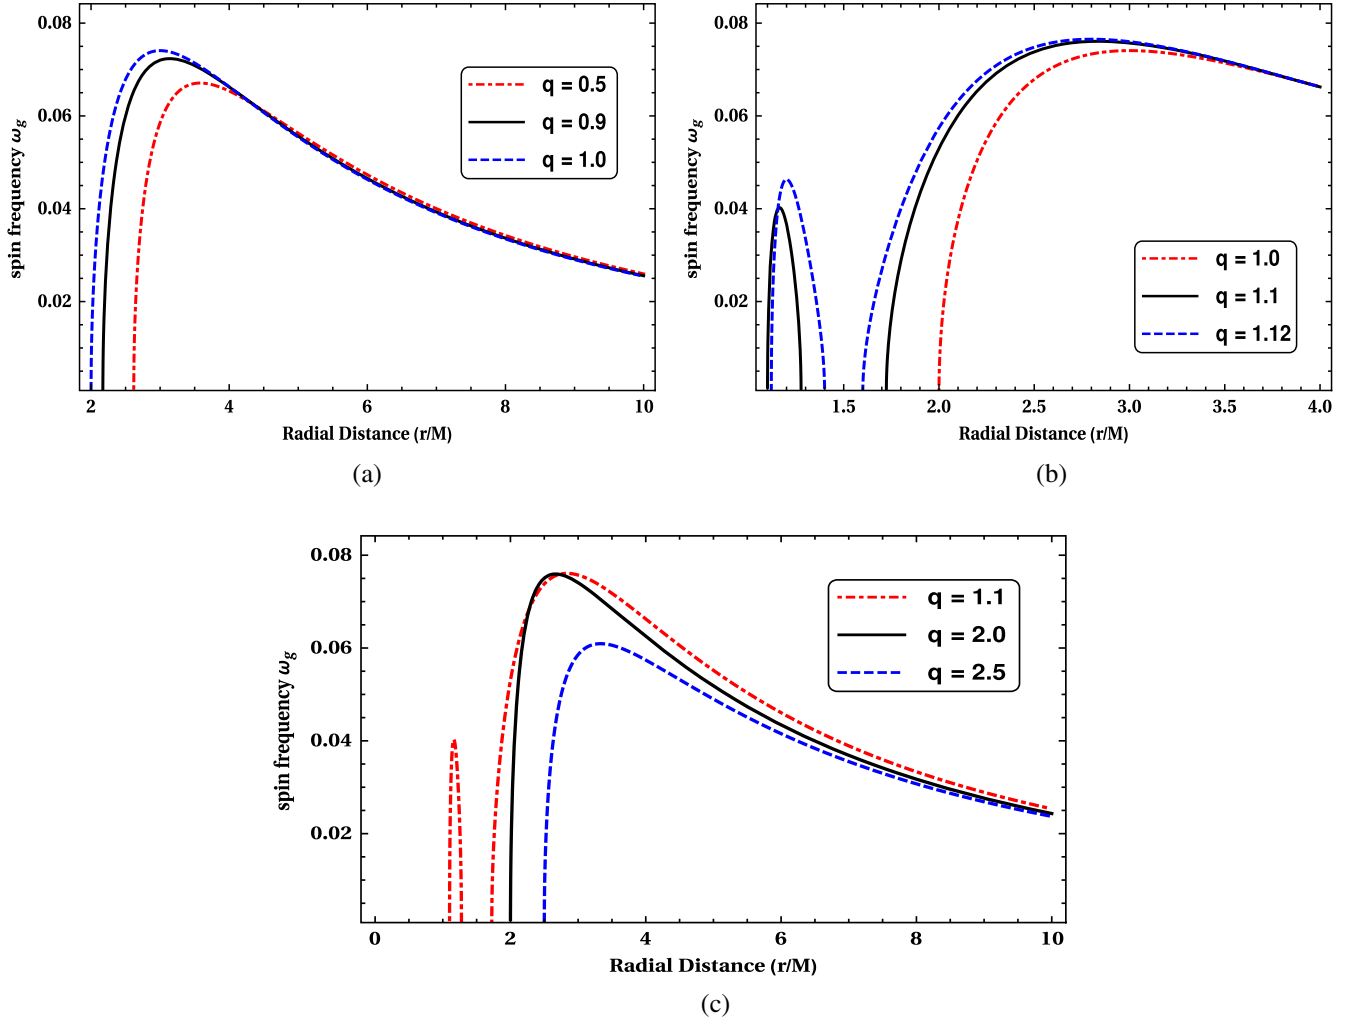 0.08
0.06
0.04
0.02
spin frequency ω_g
q = 0.5
q = 0.9
q = 1.0
2
4
6
8
10
Radial Distance (r/M)
(a)
0.08
0.06
0.04
0.02
spin frequency ω_g
q = 1.0
q = 1.1
q = 1.12
1.5
2.0
2.5
3.0
3.5
4.0
Radial Distance (r/M)
(b)
0.08
0.06
0.04
0.02
spin frequency ω_g
q = 1.1
q = 2.0
q = 2.5
0
2
4
6
8
10
Radial Distance (r/M)
(c)